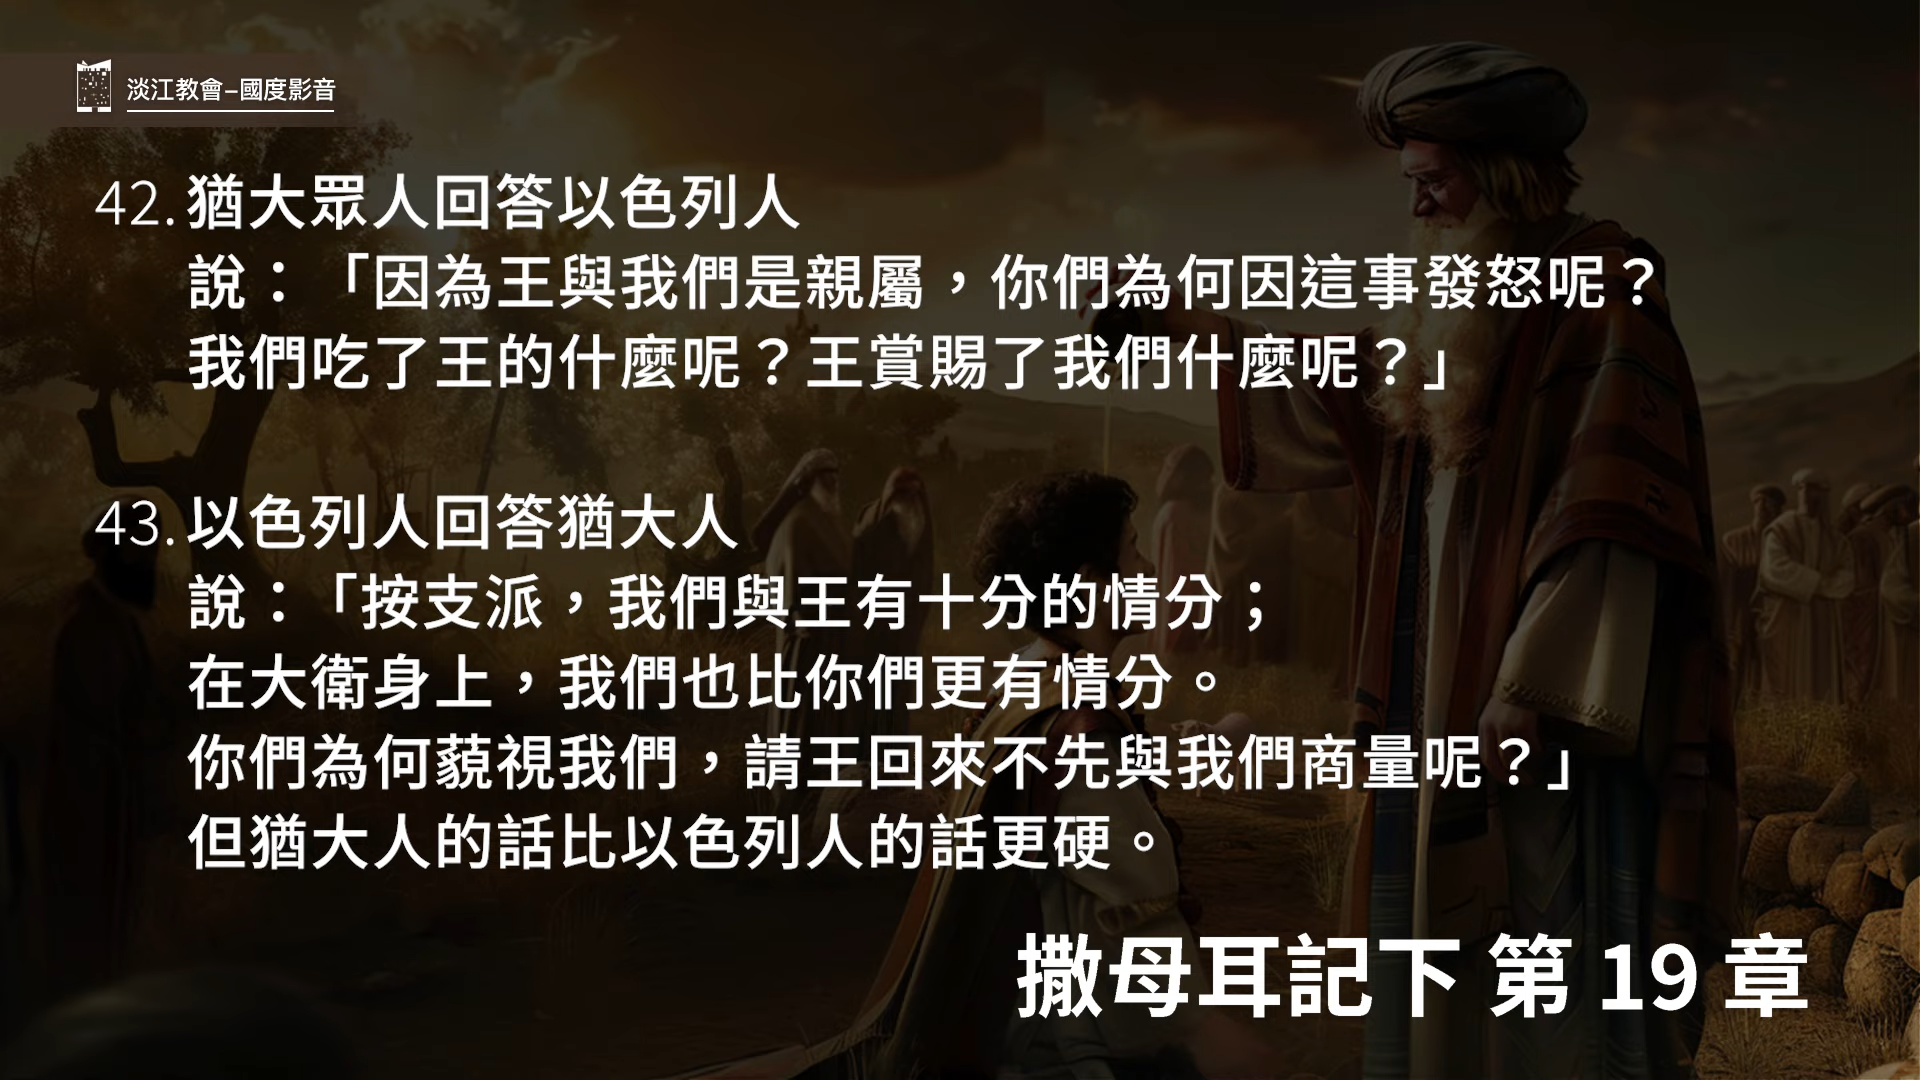 淡江教會–國度影音
42. 猶大眾人回答以色列人
說：「因為王與我們是親屬，你們為何因這事發怒呢？
我們吃了王的什麼呢？王賞賜了我們什麼呢？」
43. 以色列人回答猶大人
說：「按支派，我們與王有十分的情分；
在大衛身上，我們也比你們更有情分。
你們為何藐視我們，請王回來不先與我們商量呢？」
但猶大人的話比以色列人的話更硬。
撒母耳記下 第 19 章